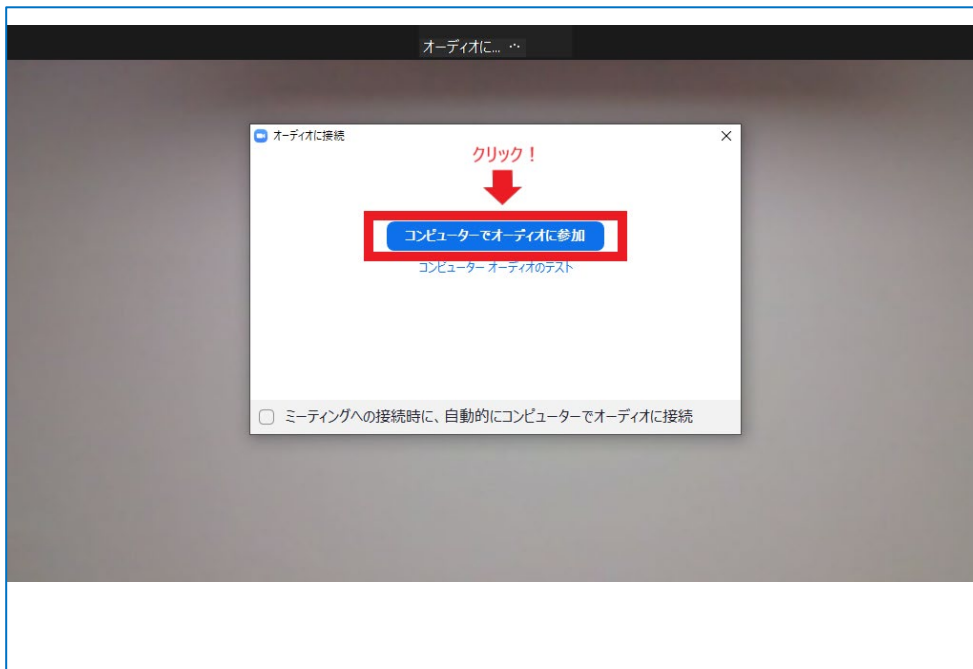 オーディオに... ･･･
オーディオに接続
クリック！
コンピューターでオーディオに参加
コンピューター オーディオのテスト
ミーティングへの接続時に、自動的にコンピューターでオーディオに接続